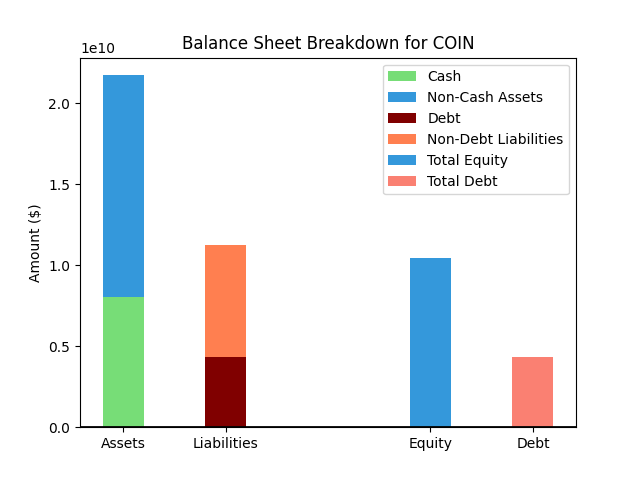 Balance Sheet Breakdown for COIN
1e10
Cash
Non-Cash Assets
Debt
Non-Debt Liabilities
Total Equity
Total Debt
Amount ($)
2.0
1.5
1.0
0.5
0.0
Assets Liabilities Equity Debt